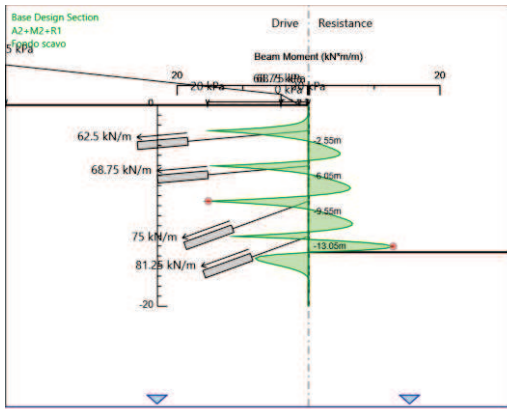 Base Design Section
A2+M2+R1
Fondo scavo
Drive
Resistance
5 kPa
Beam Moment (kN*m/m)
20
20
20 kPa
0 kPa
20 kPa
0
62.5 kN/m
-2.55m
68.75 kN/m
-6.05m
-9.55m
75 kN/m
-13.05m
81.25 kN/m
-20